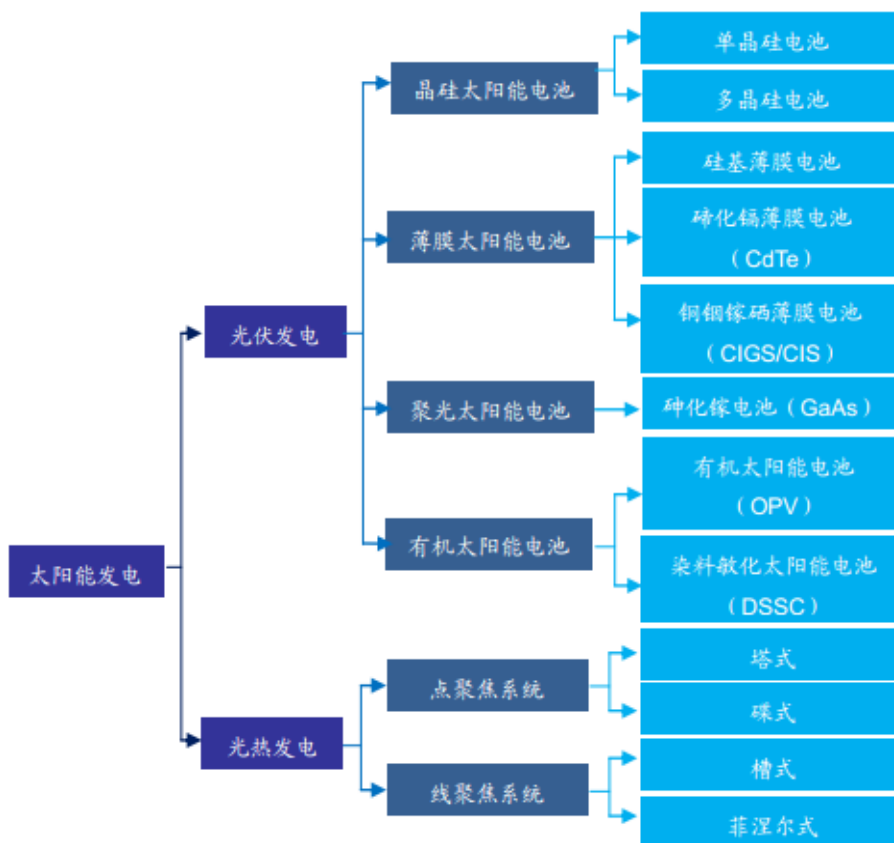 单晶硅电池
晶硅太阳能电池
多晶硅电池
硅基薄膜电池
薄膜太阳能电池
碲化镉薄膜电池
（CdTe）
铜铟镓硒薄膜电池
（CIGS/CIS）
光伏发电
聚光太阳能电池
砷化镓电池（GaAs）
有机太阳能电池
（OPV）
有机太阳能电池
染料敏化太阳能电池
（DSSC）
太阳能发电
塔式
点聚焦系统
碟式
光热发电
槽式
线聚焦系统
菲涅尔式